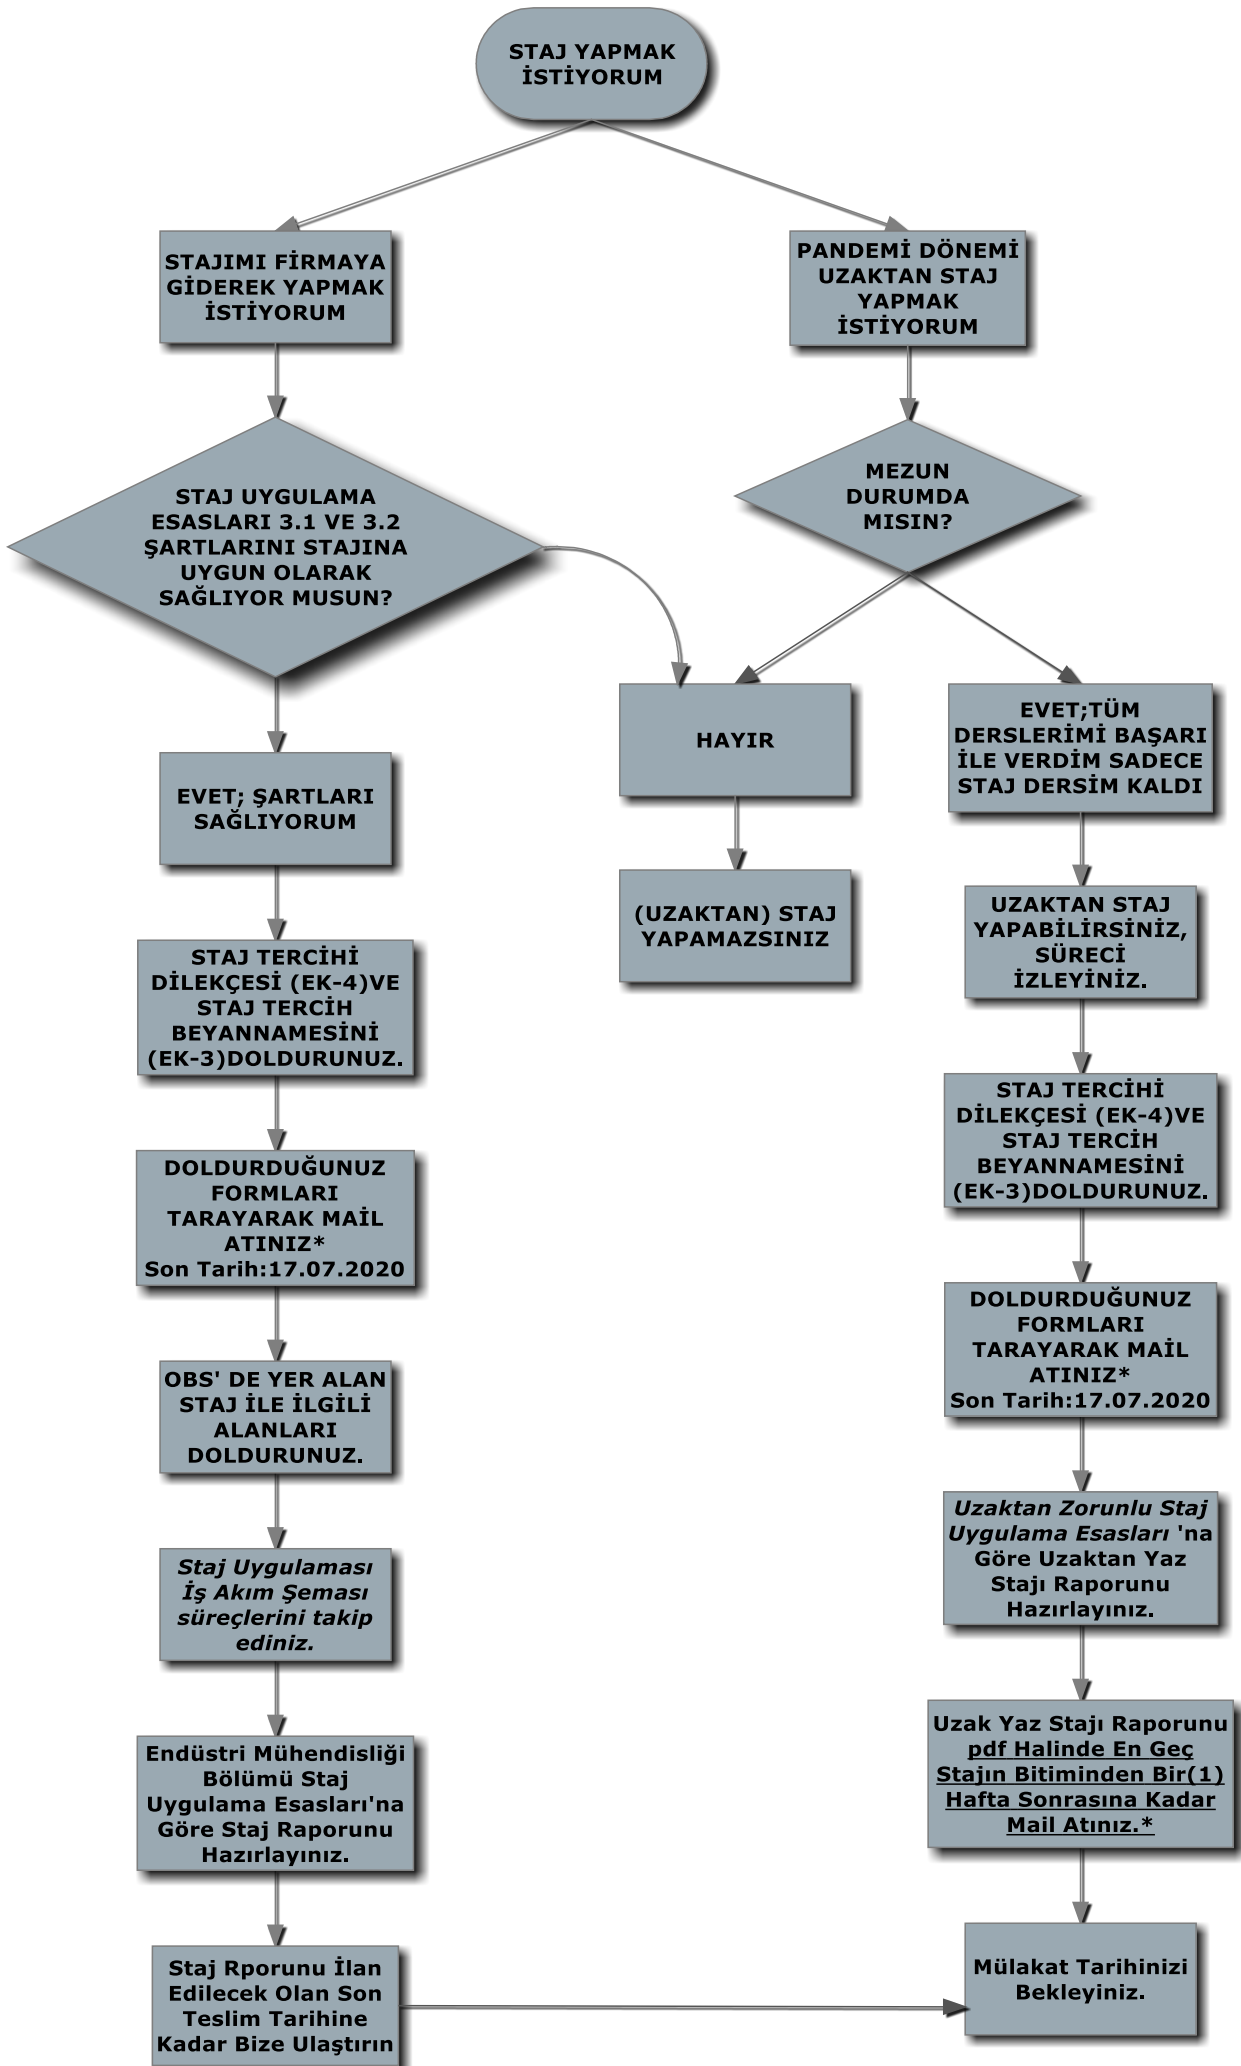 STAJ YAPMAK
İSTİYORUM
STAJIMI FİRMAYA
GİDEREK YAPMAK
İSTİYORUM
PANDEMİ DÖNEMİ
UZAKTAN STAJ
YAPMAK
İSTİYORUM
STAJ UYGULAMA
ESASLARI 3.1 VE 3.2
ŞARTLARINI STAJINA
UYGUN OLARAK
SAĞLIYOR MUSUN?
MEZUN
DURUMDA
MISIN?
HAYIR
EVET;TÜM
DERSLERİMİ BAŞARI
İLE VERDİM SADECE
STAJ DERSİM KALDI
EVET; ŞARTLARI
SAĞLIYORUM
(UZAKTAN) STAJ
YAPAMAZSINIZ
UZAKTAN STAJ
YAPABİLİRSİNİZ,
SÜRECİ
İZLEYİNİZ.
STAJ TERCİHİ
DİLEKÇESİ (EK-4)VE
STAJ TERCIH
BEYANNAMESİNİ
(EK-3)DOLDURUNUZ.
STAJ TERCİHİ
DİLEKÇESİ (EK-4)VE
STAJ TERCIH
BEYANNAMESİNİ
(EK-3)DOLDURUNUZ.
DOLDURDUĞUNUZ
FORMLARI
TARAYARAK MAİL
ATINIZ*
Son Tarih:17.07.2020
DOLDURDUĞUNUZ
FORMLARI
TARAYARAK MAİL
ATINIZ*
Son Tarih:17.07.2020
OBS' DE YER ALAN
STAJ İLE İLGİLİ
ALANLARI
DOLDURUNUZ.
Uzaktan Zorunlu Staj
Uygulama Esasları 'na
Göre Uzaktan Yaz
Stajı Raporunu
Hazırlayınız.
Staj Uygulaması
İş Akım Şeması
süreçlerini takip
ediniz.
Uzak Yaz Stajı Raporunu
pdf Halinde En Geç
Stajın Bitiminden Bir(1)
Hafta Sonrasına Kadar
Mail Atınız.*
Endüstri Mühendisliği
Bölümü Staj
Uygulama Esasları'na
Göre Staj Raporunu
Hazırlayınız.
Staj Rporunu İlan
Edilecek Olan Son
Teslim Tarihine
Kadar Bize Ulaştırın
Mülakat Tarihinizi
Bekleyiniz.